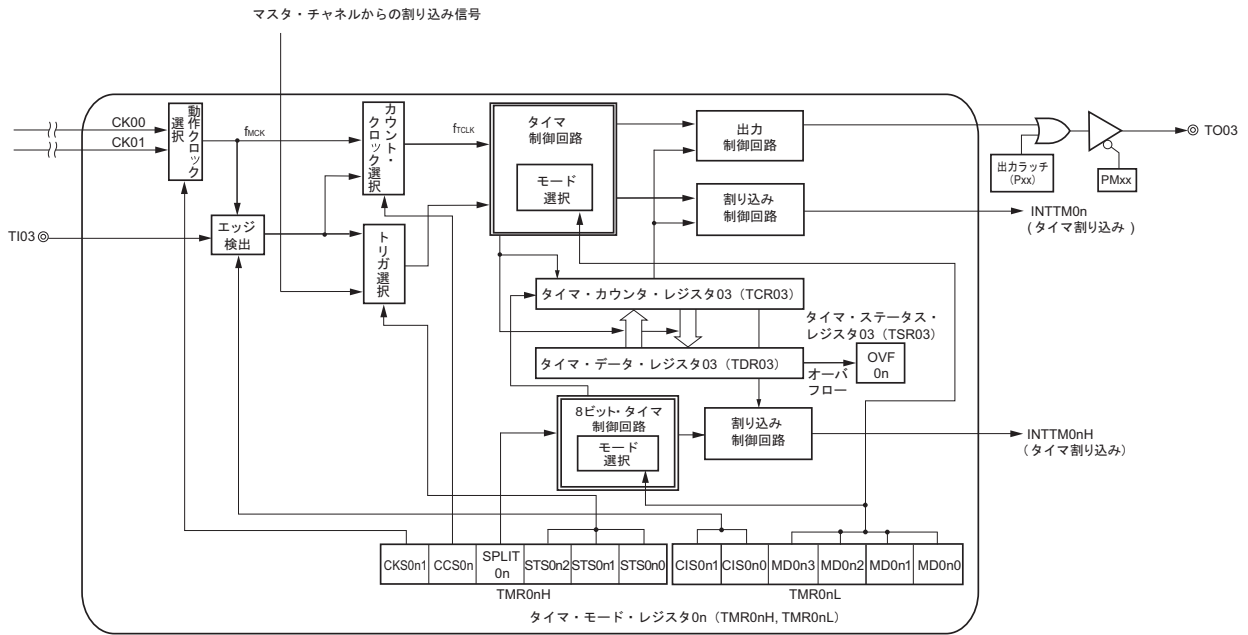 マスタ・チャネルからの割り込み信号
CK00
CK01
動作クロック
選択
fMCK
カウント・
クロック選択
fTCLK
タイマ
制御回路
モード
選択
出力
制御回路
出力ラッチ
(Pxx)
PMxx
TO03
割り込み
制御回路
INTTM0n
(タイマ割り込み)
TI03
エッジ
検出
トリガ選択
タイマ・カウンタ・レジスタ03(TCR03)
タイマ・ステータス・
レジスタ03(TSR03)
タイマ・データ・レジスタ03(TDR03)
オーバ
フロー
OVF
0n
8ビット・タイマ
制御回路
モード
選択
割り込み
制御回路
INTTM0nH
(タイマ割り込み)
CKS0n1
CCS0n
SPLIT
0n
STS0n2
STS0n1
STS0n0
CIS0n1
CIS0n0
MD0n3
MD0n2
MD0n1
MD0n0
TMR0nH
TMR0nL
タイマ・モード・レジスタ0n(TMR0nH, TMR0nL)